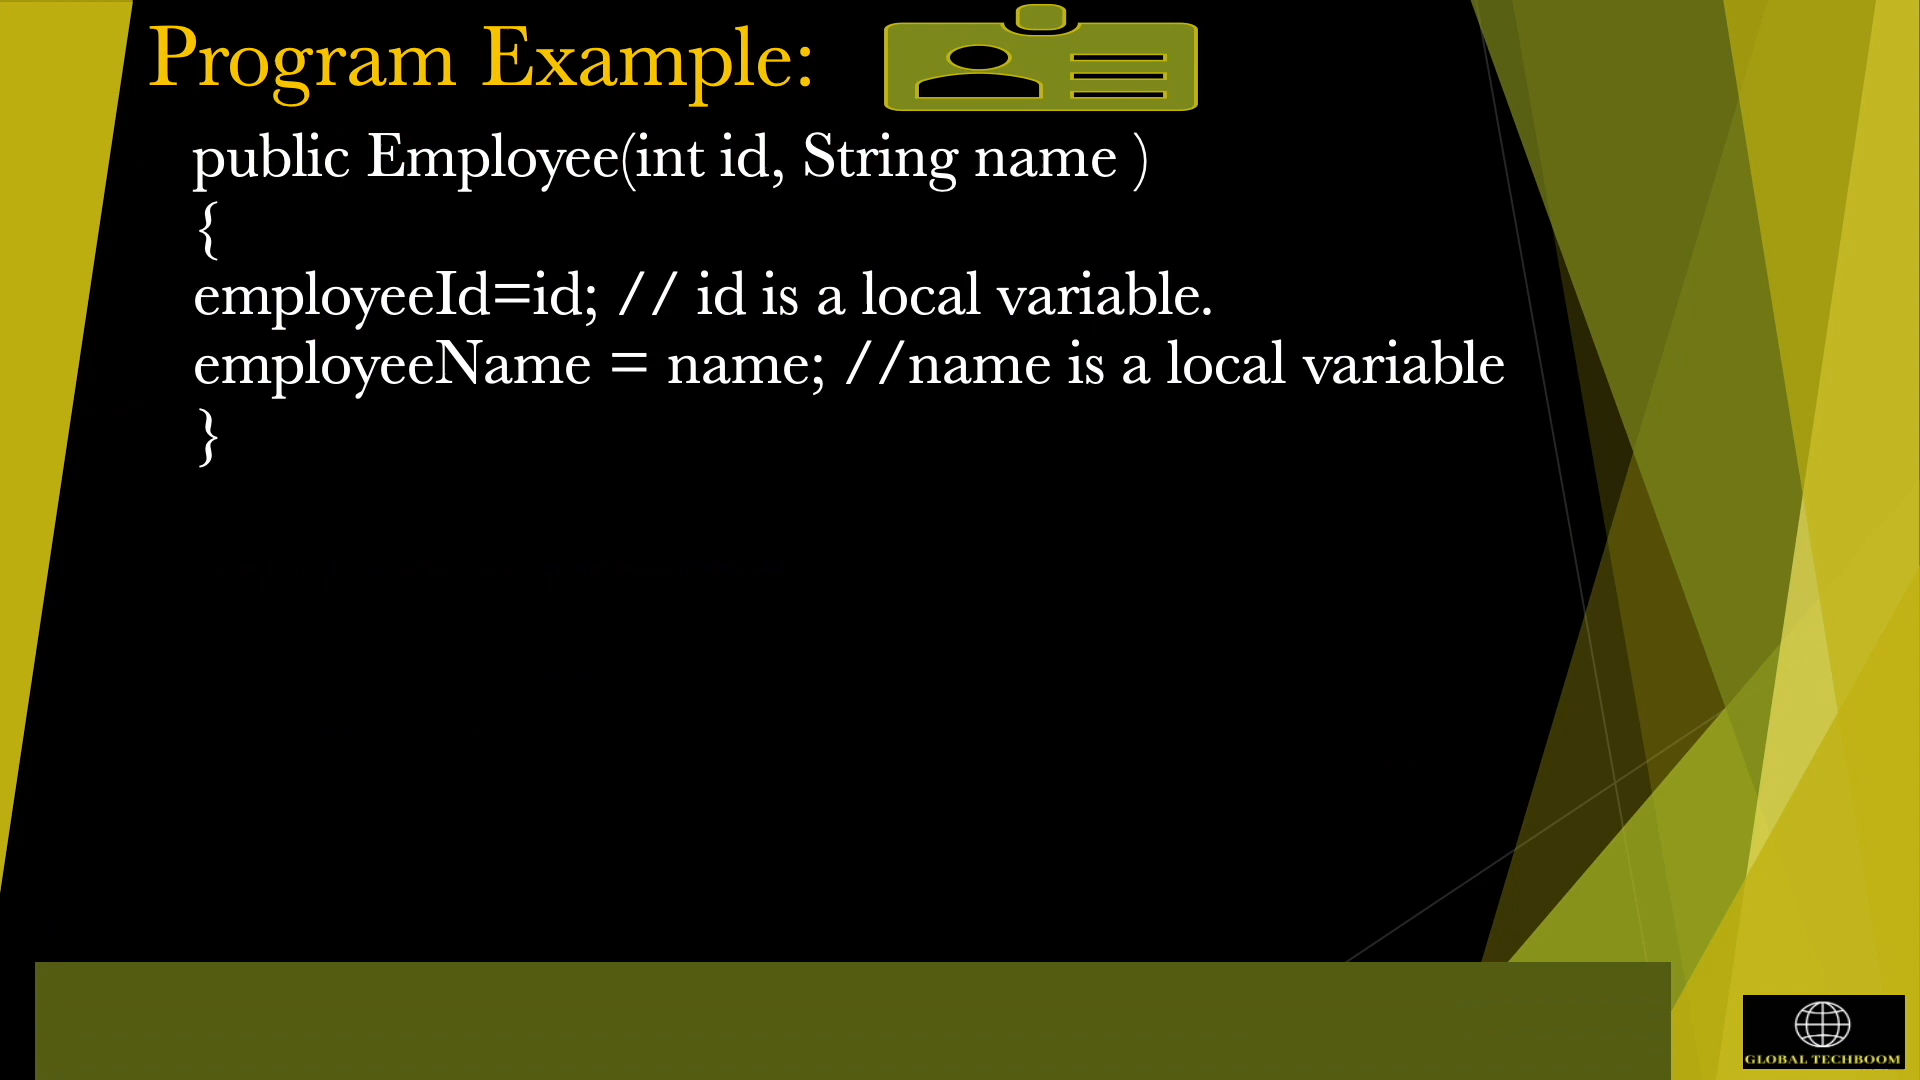 Program Example:
public Employee(int id, String name )
{
employeeId=id; // id is a local variable.
employeeName = name; //name is a local variable
}
GLOBAL TECHBOOM